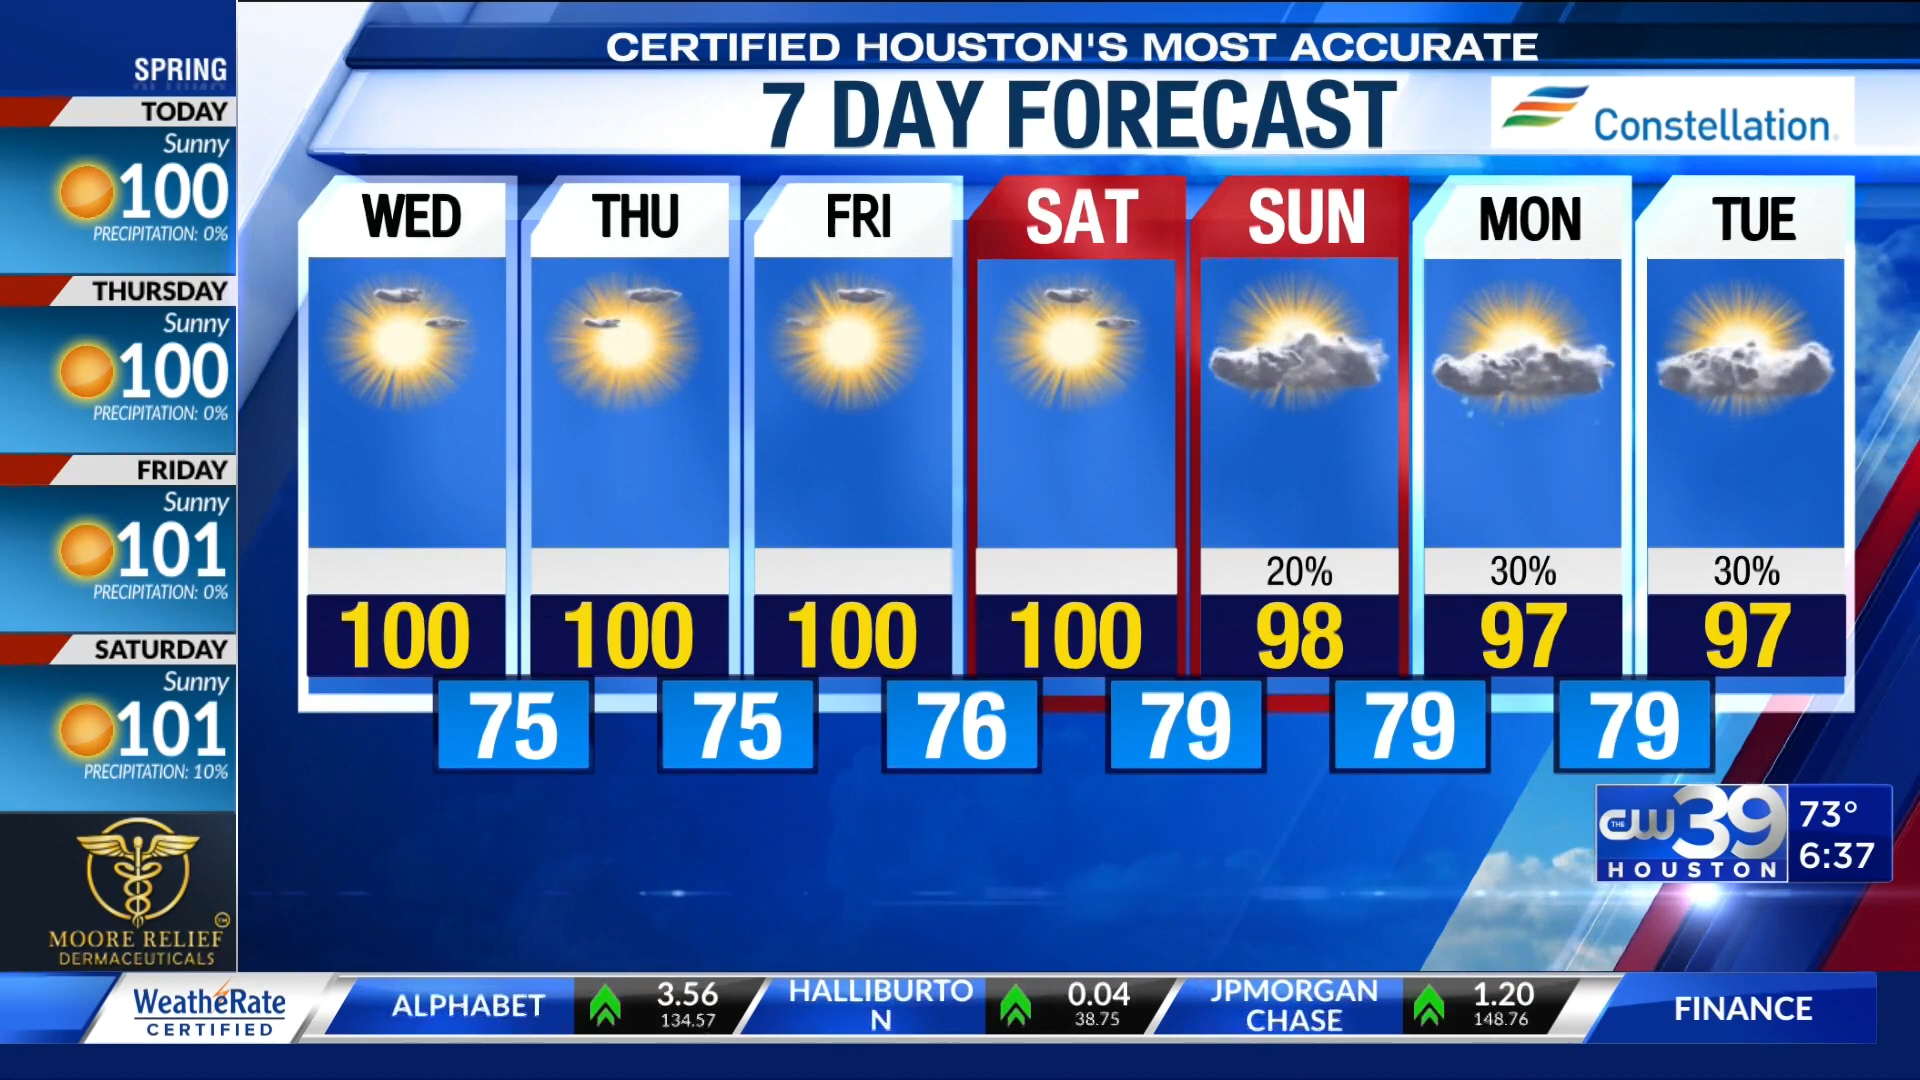 SPRING
TODAY
Sunny
100
PRECIPITATION: 0%
THURSDAY
Sunny
100
PRECIPITATION: 0%
FRIDAY
Sunny
101
PRECIPITATION: 0%
SATURDAY
Sunny
101
PRECIPITATION: 10%
MOORE RELIEF
DERMACEUTICALS
CERTIFIED HOUSTON'S MOST ACCURATE
7 DAY FORECAST
Constellation
WED THU FRI SAT SUN MON TUE
20% 30% 30%
100 100 100 100 98 97 97
75 75 76 79 79 79
THE CW 39
HOUSTON
73°
6:37
WeatheRate
CERTIFIED
ALPHABET
3.56
134.57
HALLIBURTO
N
0.04
38.75
JPMORGAN
CHASE
1.20
148.76
FINANCE